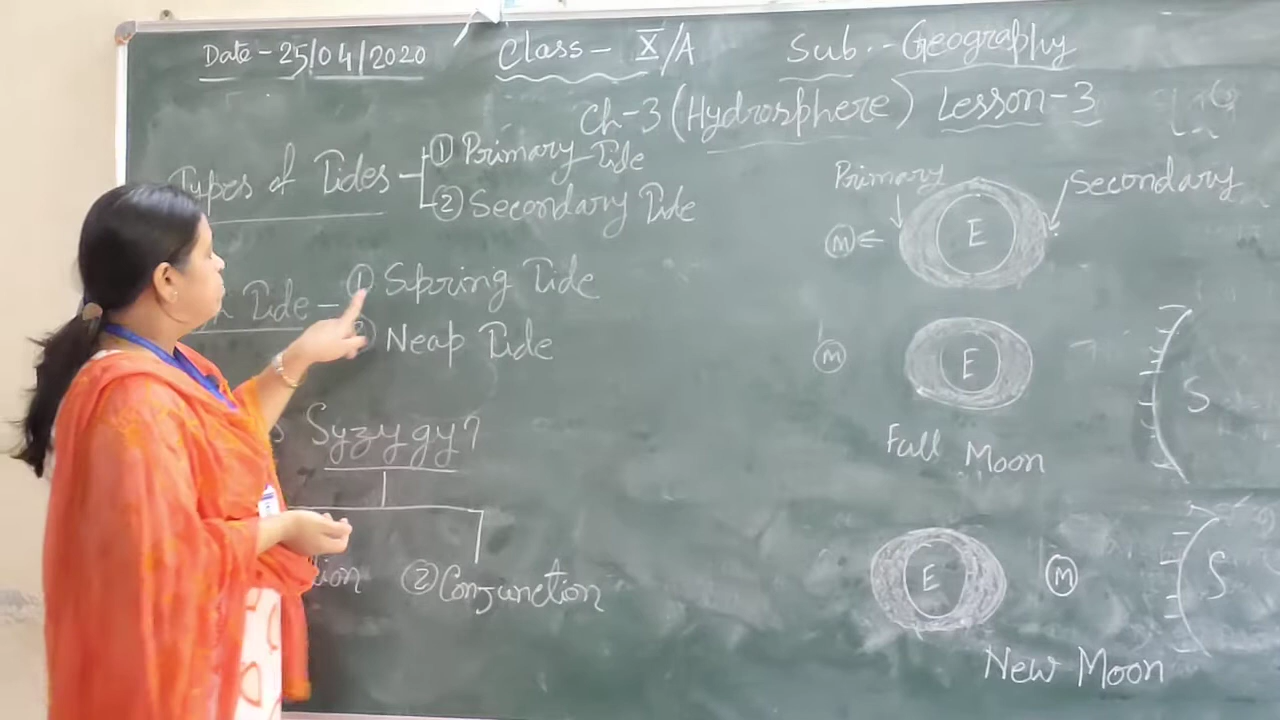 Date - 25/04/2020 Class - X/A Sub.- Geography
Ch-3 (Hydrosphere) Lesson-3
Types of Tides - ① Primary Tide
② Secondary Tide
Tide - ① Spring Tide
② Neap Tide
Syzygy?
② Conjunction
Primary Secondary
M E
M E S
Full Moon
E M S
New Moon